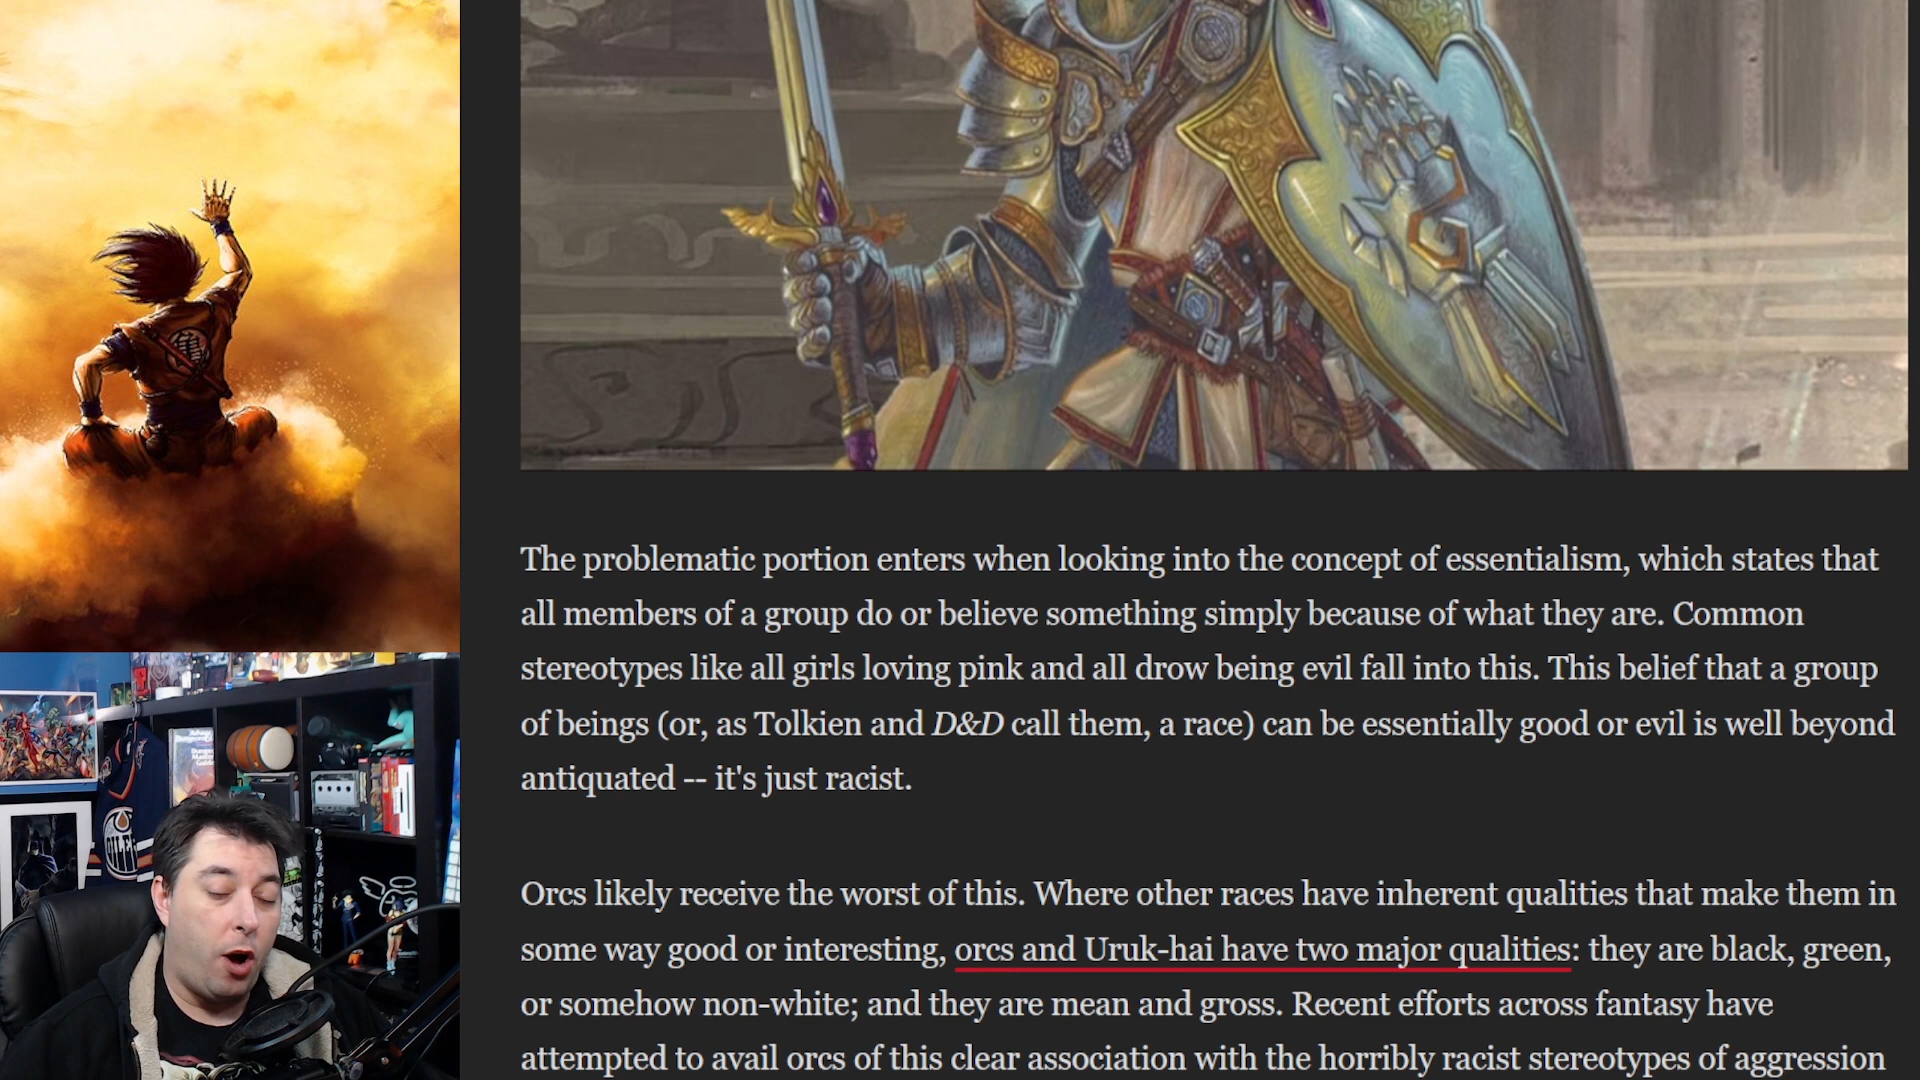 The problematic portion enters when looking into the concept of essentialism, which states that
all members of a group do or believe something simply because of what they are. Common
stereotypes like all girls loving pink and all drow being evil fall into this. This belief that a group
of beings (or, as Tolkien and D&D call them, a race) can be essentially good or evil is well beyond
antiquated -- it's just racist.
Orcs likely receive the worst of this. Where other races have inherent qualities that make them in
some way good or interesting, orcs and Uruk-hai have two major qualities: they are black, green,
or somehow non-white; and they are mean and gross. Recent efforts across fantasy have
attempted to avail orcs of this clear association with the horribly racist stereotypes of aggression